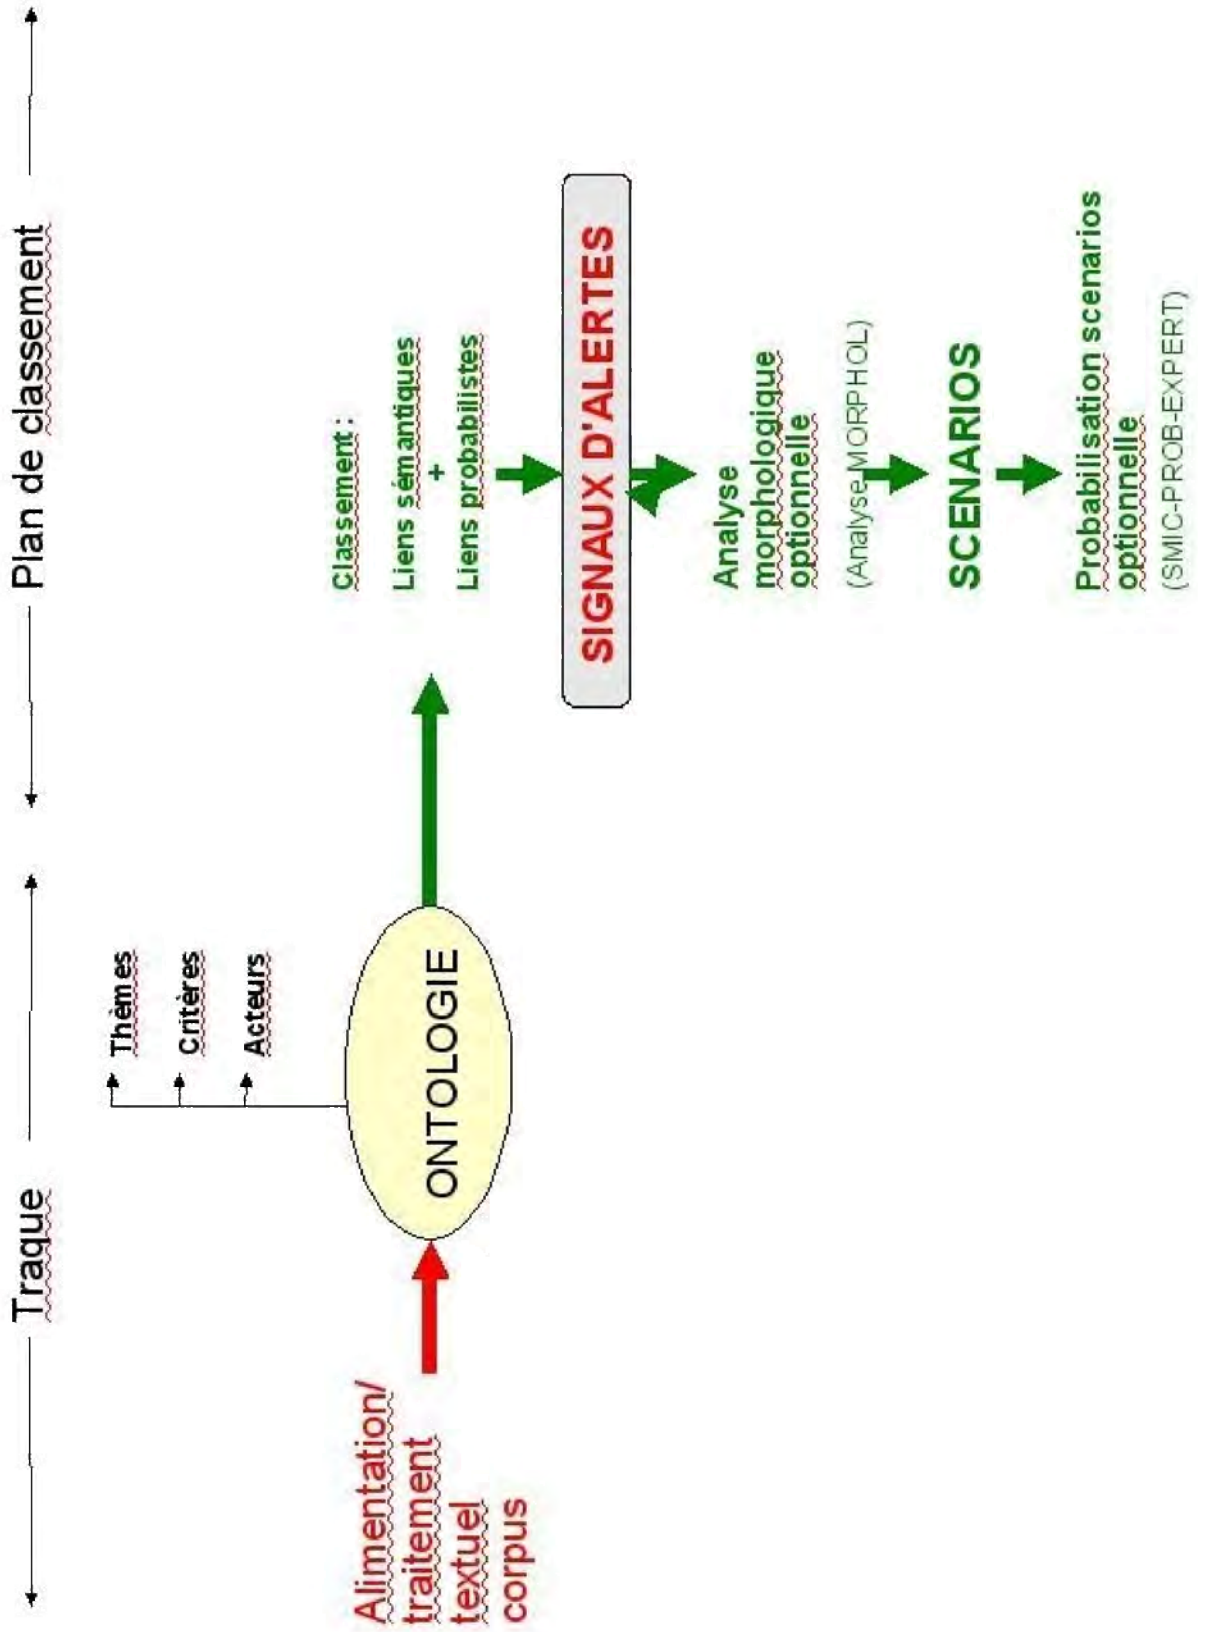 Traque
Plan de classement
Thèmes
Critères
Acteurs
Alimentation/
traitement
textuel
corpus
ONTOLOGIE
Classement :
Liens sémantiques
+
Liens probabilistes
SIGNAUX D'ALERTES
Analyse
morphologique
optionnelle
(Analyse MORPHOL)
SCENARIOS
Probabilisation scenarios
optionnelle
(SMIC-PROB-EXPERT)